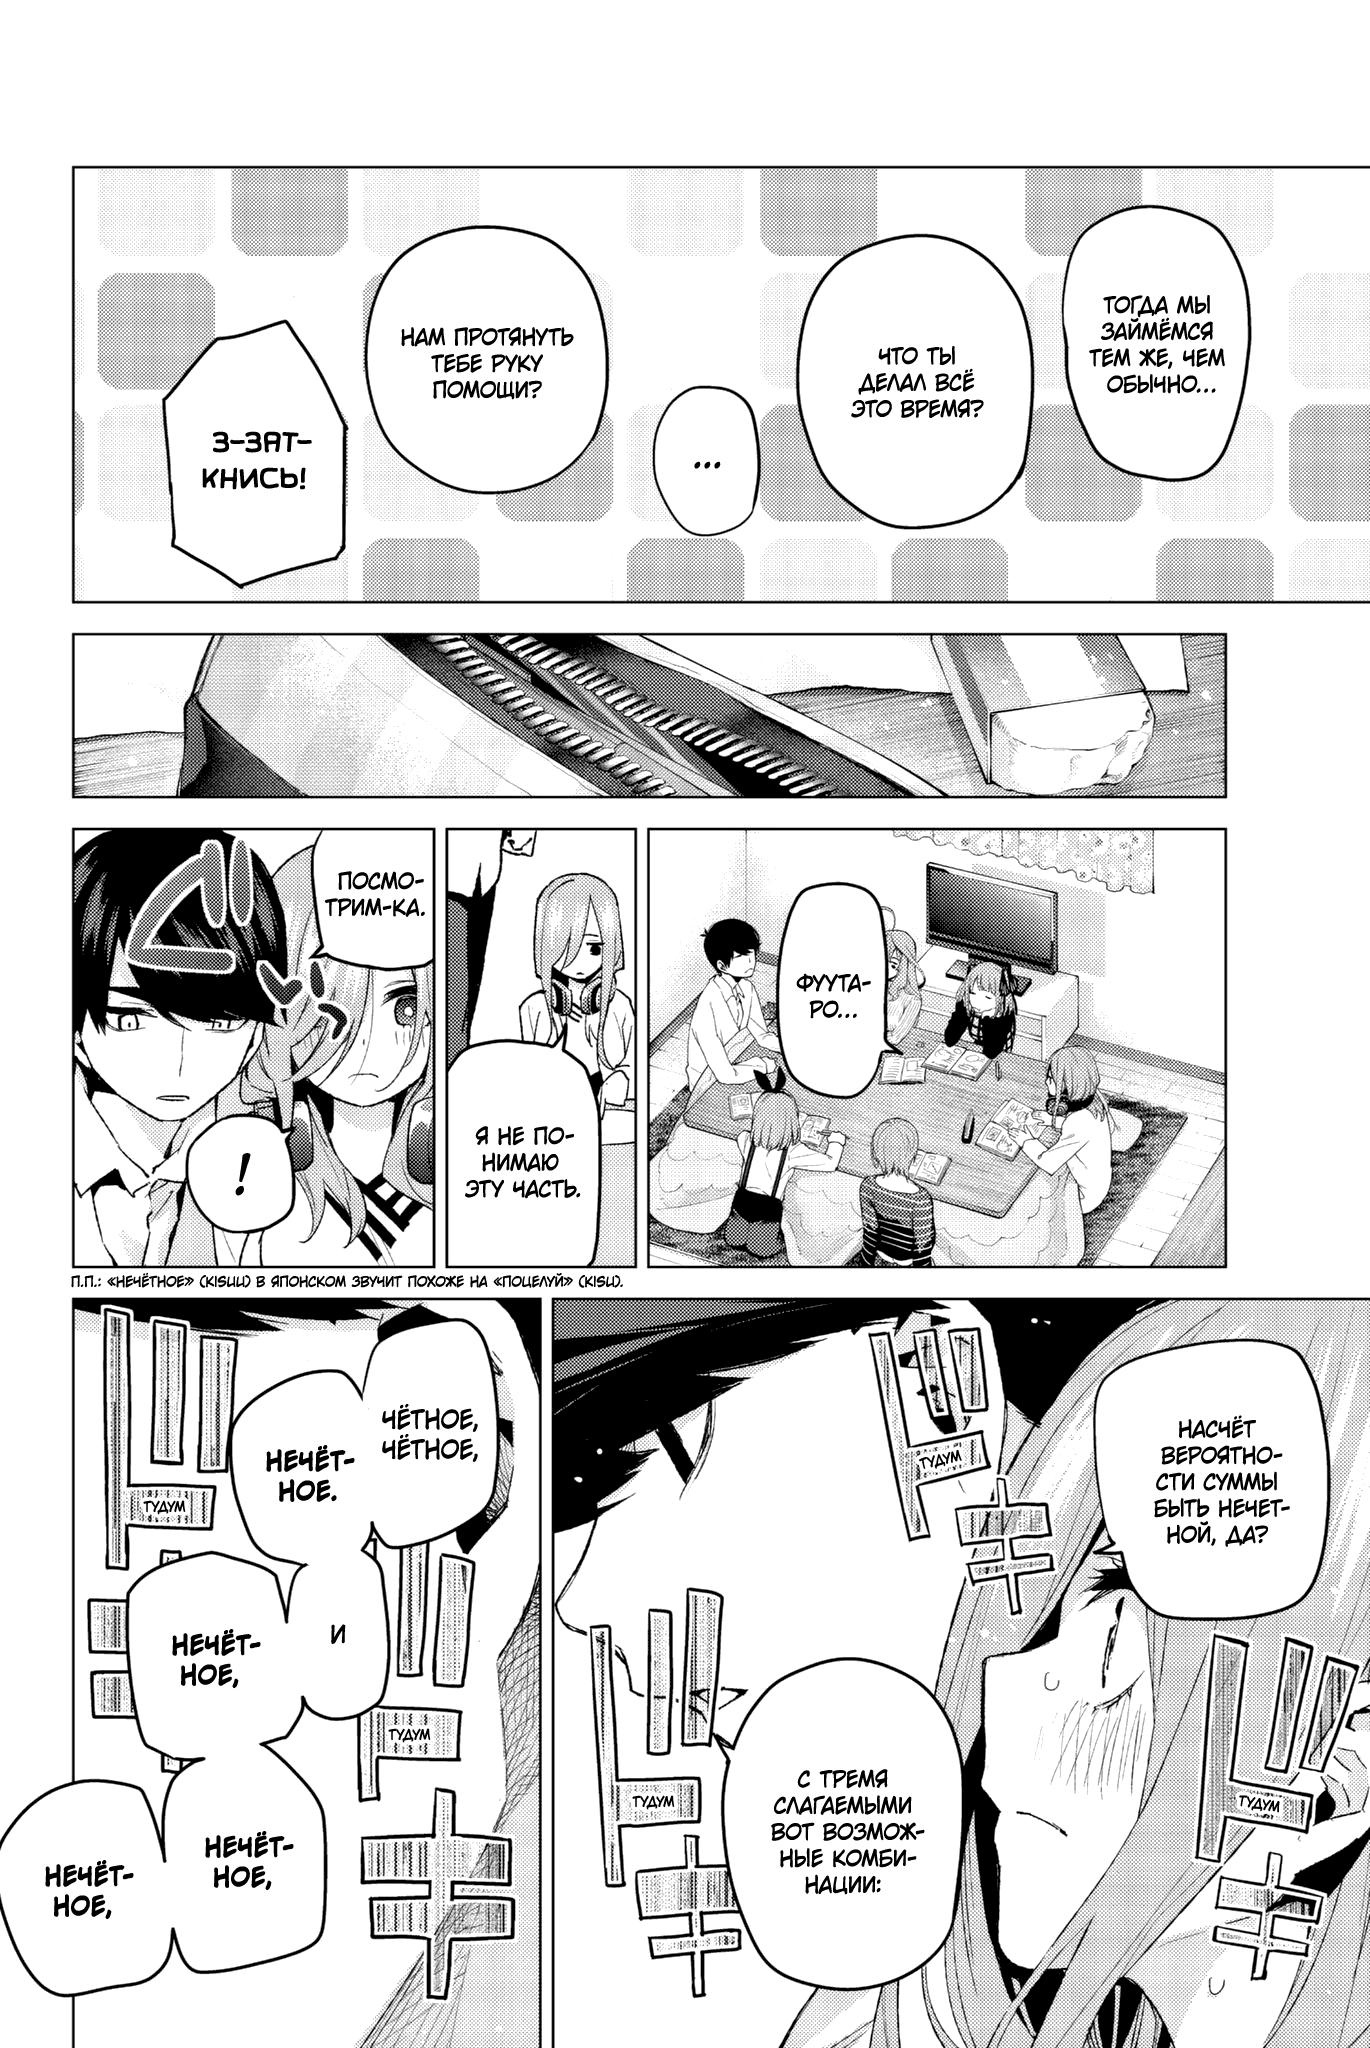 ТОГДА МЫ
ЗАЙМЁМСЯ
ТЕМ ЖЕ, ЧЕМ
ОБЫЧНО...
ЧТО ТЫ
ДЕЛАЛ ВСЁ
ЭТО ВРЕМЯ?
...
НАМ ПРОТЯНУТЬ
ТЕБЕ РУКУ
ПОМОЩИ?
З-ЗАТ-
КНИСЬ!
ФУУТА-
РО...
Я НЕ ПО-
НИМАЮ
ЭТУ ЧАСТЬ.
ПОСМО-
ТРИМ-КА.
!
П.П.: «НЕЧЁТНОЕ» (KISUU) В ЯПОНСКОМ ЗВУЧИТ ПОХОЖЕ НА «ПОЦЕЛУЙ» (KISU).
НАСЧЁТ
ВЕРОЯТНО-
СТИ СУММЫ
БЫТЬ НЕЧЕТ-
НОЙ, ДА?
ТУДУМ
ТУДУМ
ТУДУМ
С ТРЕМЯ
СЛАГАЕМЫМИ
ВОТ ВОЗМОЖ-
НЫЕ КОМБИ-
НАЦИИ:
ЧЁТНОЕ,
ЧЁТНОЕ,
НЕЧЁТ-
НОЕ.
ТУДУМ
И
НЕЧЁТ-
НОЕ,
ТУДУМ
НЕЧЁТ-
НОЕ,
НЕЧЁТ-
НОЕ,